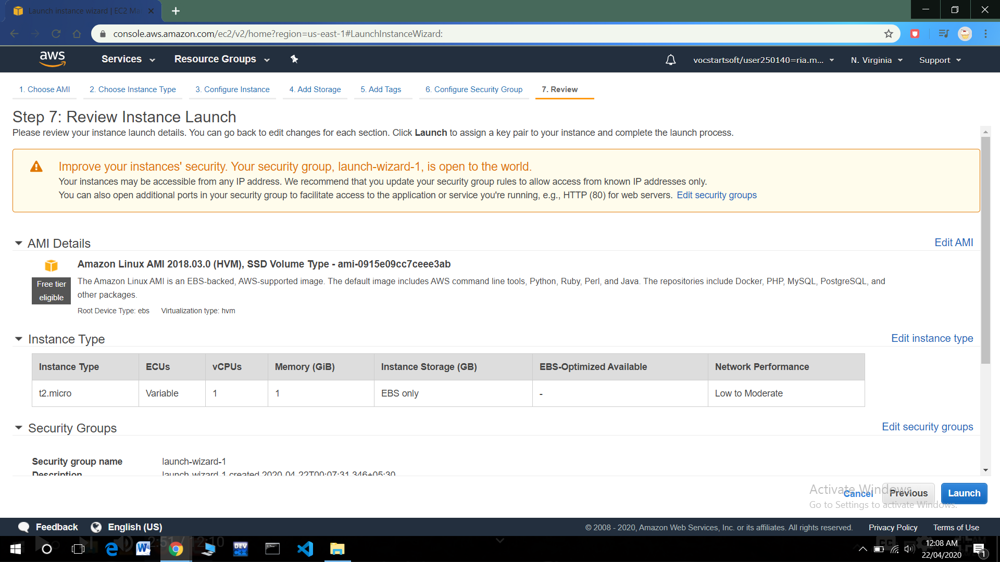 Launch instance wizard | EC2 Ma
console.aws.amazon.com/ec2/v2/home?region=us-east-1#LaunchInstanceWizard:
aws Services Resource Groups vocstartsoft/user250140=ria.m... N. Virginia Support
1. Choose AMI 2. Choose Instance Type 3. Configure Instance 4. Add Storage 5. Add Tags 6. Configure Security Group 7. Review
Step 7: Review Instance Launch
Please review your instance launch details. You can go back to edit changes for each section. Click Launch to assign a key pair to your instance and complete the launch process.
Improve your instances' security. Your security group, launch-wizard-1, is open to the world.
Your instances may be accessible from any IP address. We recommend that you update your security group rules to allow access from known IP addresses only.
You can also open additional ports in your security group to facilitate access to the application or service you're running, e.g., HTTP (80) for web servers. Edit security groups
AMI Details Edit AMI
Amazon Linux AMI 2018.03.0 (HVM), SSD Volume Type - ami-0915e09cc7ceee3ab
Free tier
eligible
The Amazon Linux AMI is an EBS-backed, AWS-supported image. The default image includes AWS command line tools, Python, Ruby, Perl, and Java. The repositories include Docker, PHP, MySQL, PostgreSQL, and
other packages.
Root Device Type: ebs Virtualization type: hvm
Instance Type Edit instance type
Instance Type ECUs vCPUs Memory (GiB) Instance Storage (GB) EBS-Optimized Available Network Performance
t2.micro Variable 1 1 EBS only - Low to Moderate
Security Groups Edit security groups
Security group name launch-wizard-1
Description launch-wizard-1 created 2020-04-22T00:07:31.346+05:30
Activate Windows
Go to Settings to activate Windows.
Cancel Previous Launch
Feedback English (US) © 2008 - 2020, Amazon Web Services, Inc. or its affiliates. All rights reserved. Privacy Policy Terms of Use
2:51 / 12:10
DEV
C++
CC
12:08 AM
22/04/2020
1